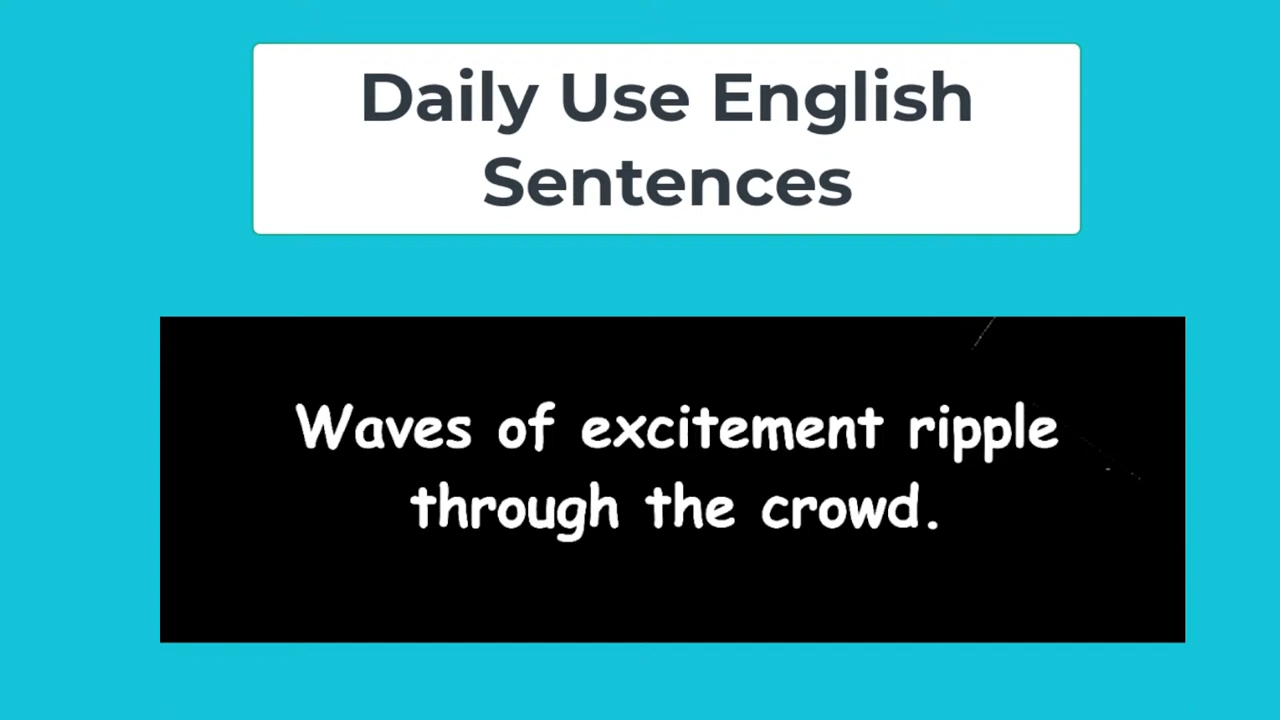 Daily Use English
Sentences
Waves of excitement ripple
through the crowd.